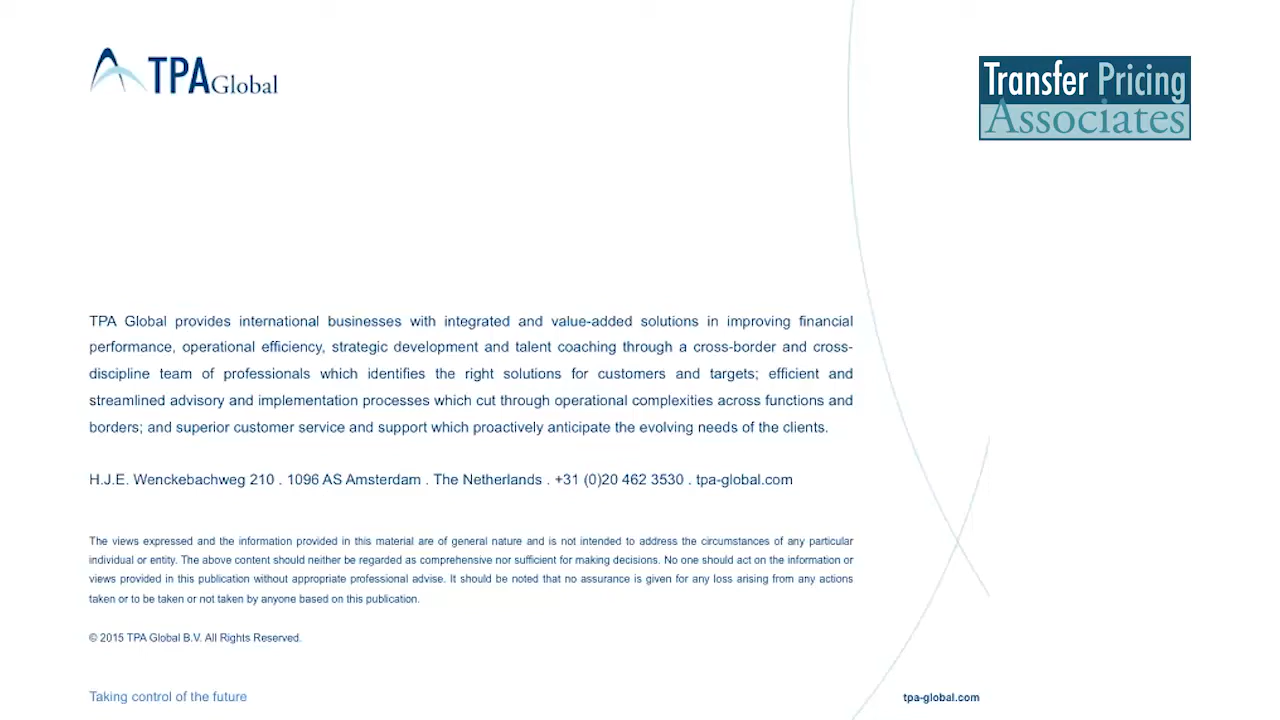 TPA Global
Transfer Pricing
Associates
TPA Global provides international businesses with integrated and value-added solutions in improving financial
performance, operational efficiency, strategic development and talent coaching through a cross-border and cross-
discipline team of professionals which identifies the right solutions for customers and targets; efficient and
streamlined advisory and implementation processes which cut through operational complexities across functions and
borders; and superior customer service and support which proactively anticipate the evolving needs of the clients.
H.J.E. Wenckebachweg 210 . 1096 AS Amsterdam . The Netherlands . +31 (0)20 462 3530 . tpa-global.com
The views expressed and the information provided in this material are of general nature and is not intended to address the circumstances of any particular
individual or entity. The above content should neither be regarded as comprehensive nor sufficient for making decisions. No one should act on the information or
views provided in this publication without appropriate professional advise. It should be noted that no assurance is given for any loss arising from any actions
taken or to be taken or not taken by anyone based on this publication.
© 2015 TPA Global B.V. All Rights Reserved.
Taking control of the future
tpa-global.com